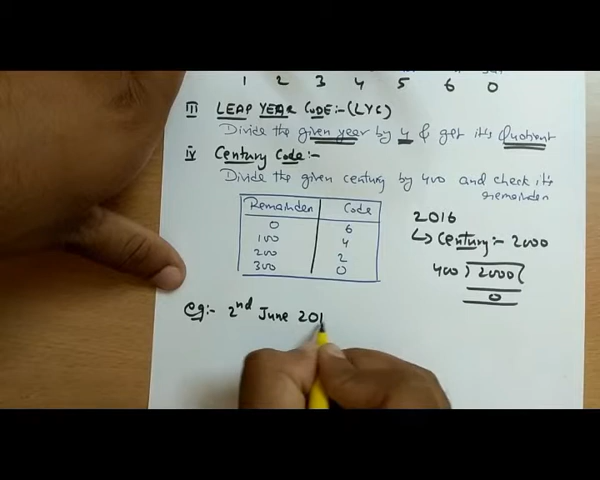 1 2 3 4 5 6 0
III LEAP YEAR CODE:-(LYC)
Divide the given year by 4 & get it's Quotient
IV Century Code:-
Divide the given century by 400 and check it's
remainder
Remainder Code
0 6
100 4
200 2
300 0
2016
↳ Century:- 2000
400 ) 2000 (
0
eg:- 2nd June 201